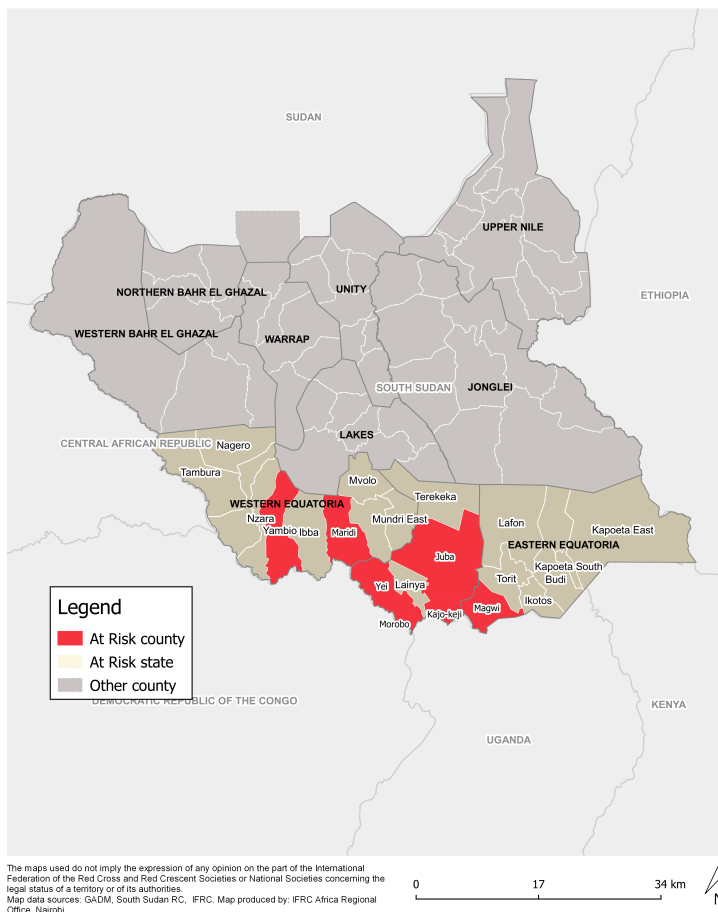 SUDAN
UPPER NILE
ETHIOPIA
NORTHERN BAHR EL GHAZAL
UNITY
WESTERN BAHR EL GHAZAL
WARRAP
SOUTH SUDAN
JONGLEI
CENTRAL AFRICAN REPUBLIC
Nagero
LAKES
Tambura
Mvolo
Terekeka
WESTERN EQUATORIA
Nzara
Yambio
Ibba
Maridi
Mundri East
Lafon
Kapoeta East
EASTERN EQUATORIA
Juba
Kapoeta South
Torit
Budi
Yei
Lainya
Ikotos
Kajo-keji
Magwi
Morobo
Legend
At Risk county
At Risk state
Other county
DEMOCRATIC REPUBLIC OF THE CONGO
KENYA
UGANDA
The maps used do not imply the expression of any opinion on the part of the International
Federation of the Red Cross and Red Crescent Societies or National Societies concerning the
legal status of a territory or of its authorities.
Map data sources: GADM, South Sudan RC, IFRC. Map produced by: IFRC Africa Regional
Office, Nairobi
0 17 34 km